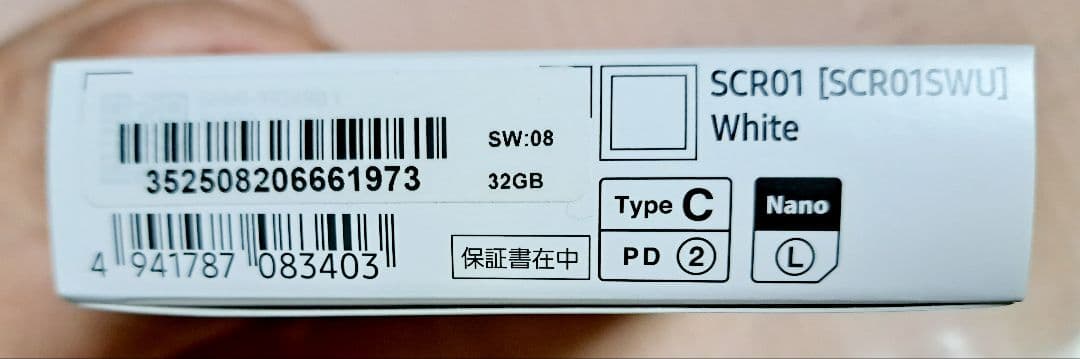 352508206661973
SW:08
32GB
4 941787 083403
保証書在中
SCR01 [SCR01SWU]
White
Type C
PD ②
Nano
Ⓛ